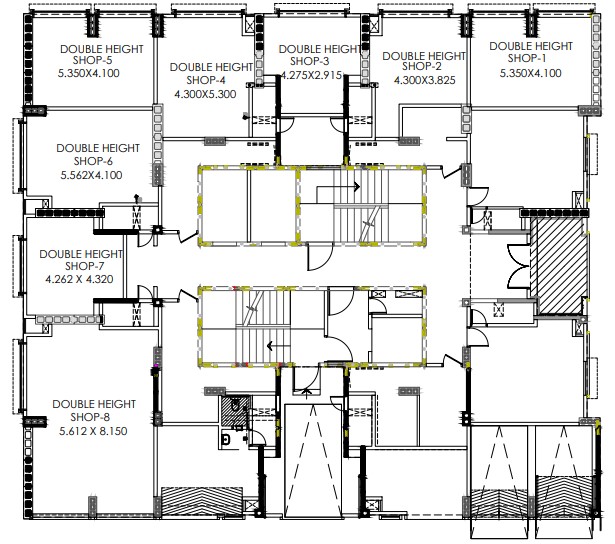 DOUBLE HEIGHT
SHOP-5
5.350X4.100
DOUBLE HEIGHT
SHOP-4
4.300X5.300
DOUBLE HEIGHT
SHOP-3
4.275X2.915
DOUBLE HEIGHT
SHOP-2
4.300X3.825
DOUBLE HEIGHT
SHOP-1
5.350X4.100
DOUBLE HEIGHT
SHOP-6
5.562X4.100
DOUBLE HEIGHT
SHOP-7
4.262 X 4.320
DOUBLE HEIGHT
SHOP-8
5.612 X 8.150